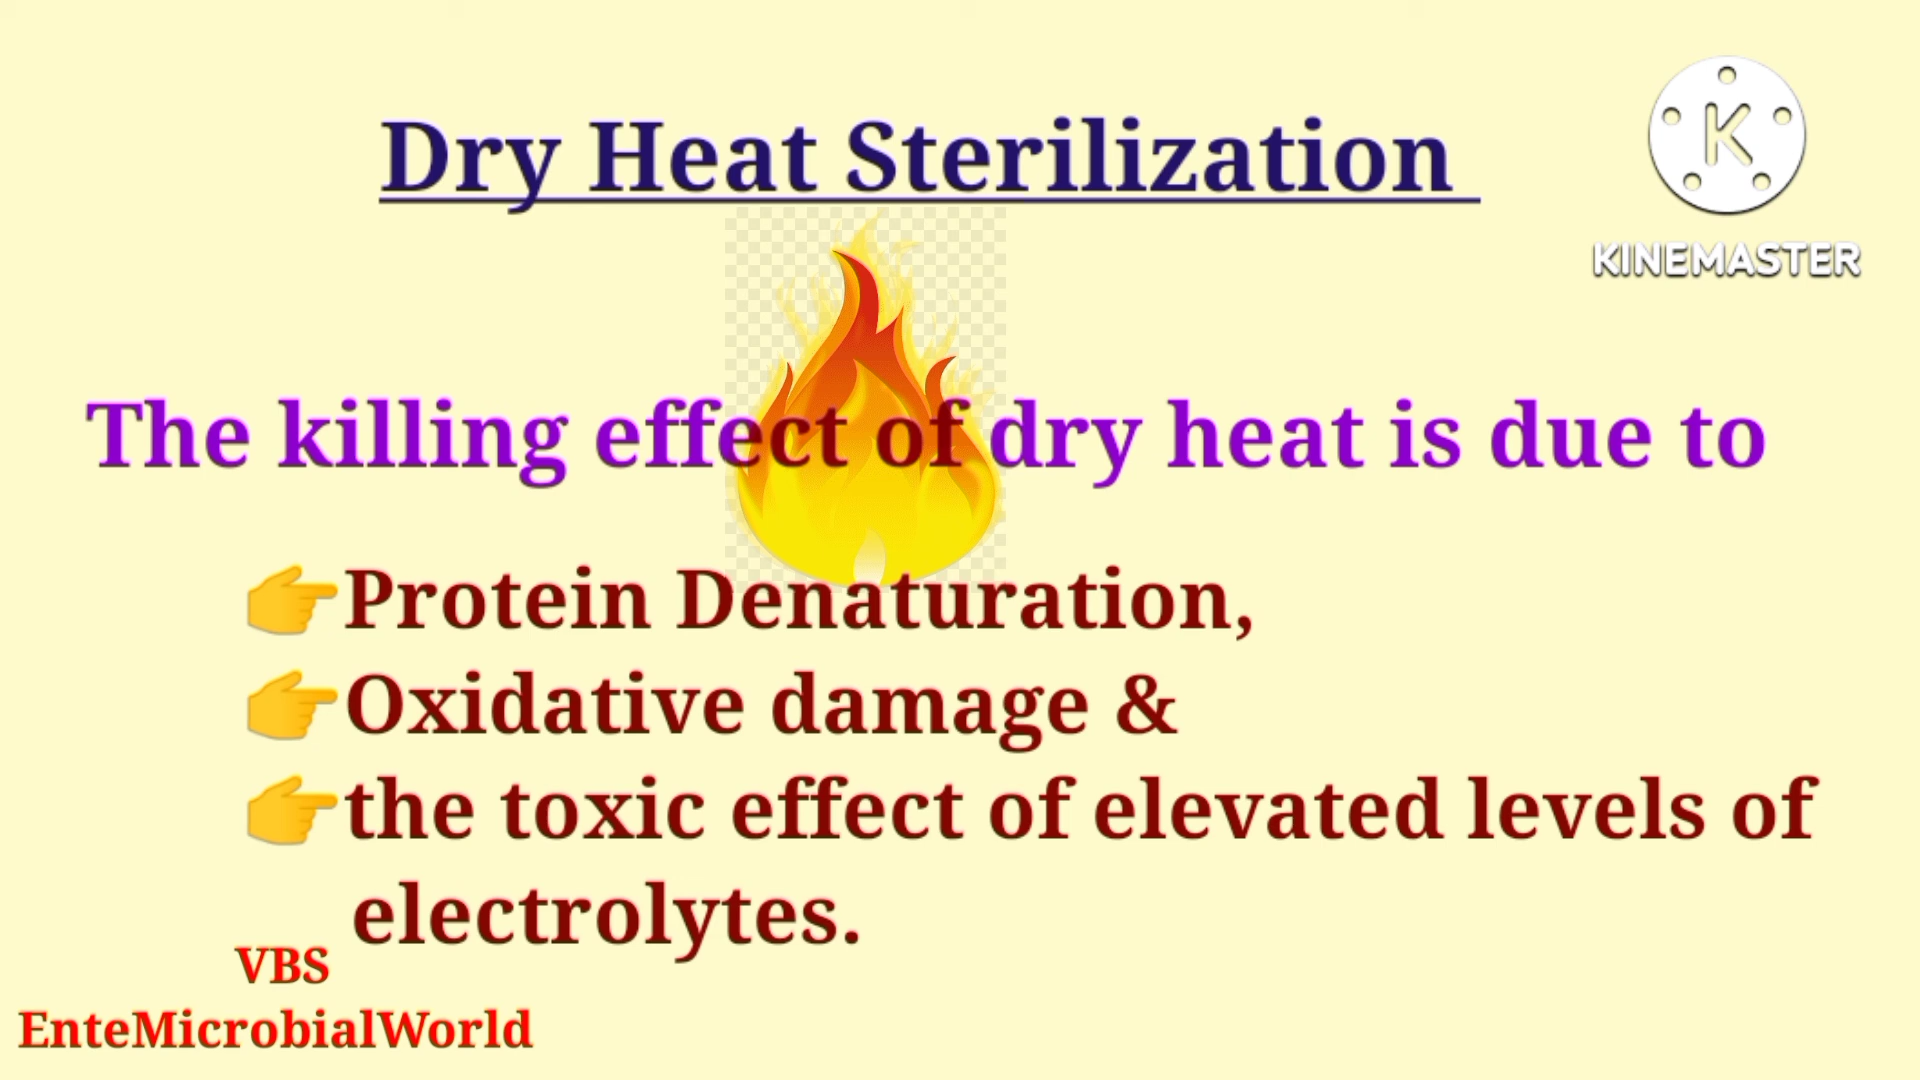 Dry Heat Sterilization
K
KINEMASTER
The killing effect of dry heat is due to
👉Protein Denaturation,
👉Oxidative damage &
👉the toxic effect of elevated levels of
electrolytes.
VBS
EnteMicrobialWorld